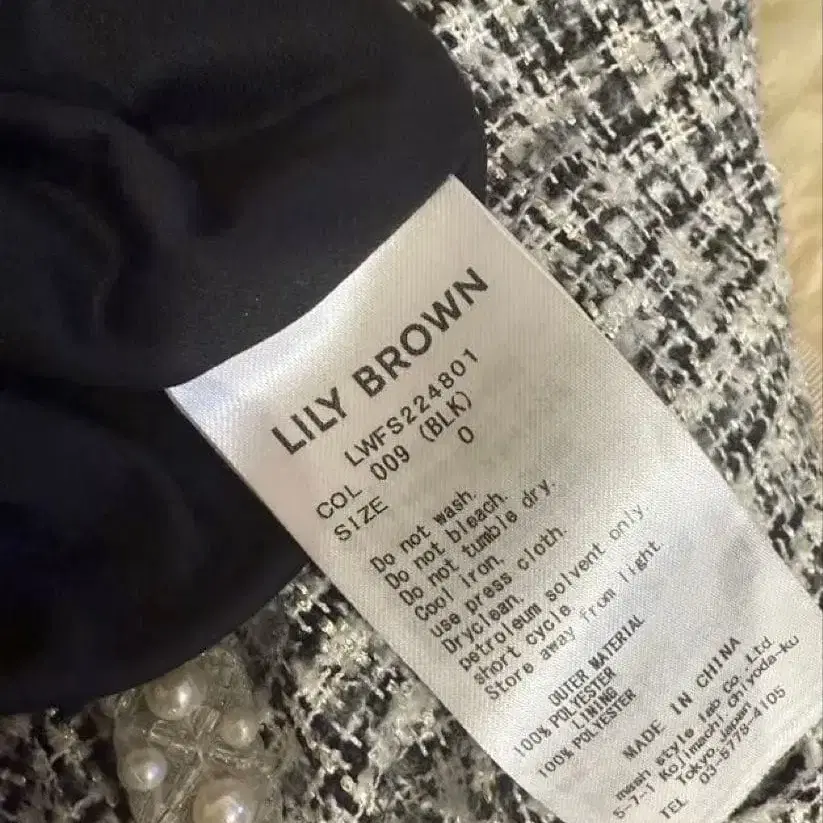 LILY BROWN
LWFS224801
COL 009 (BLK)
SIZE 0
Do not wash.
Do not bleach.
Do not tumble dry.
Cool iron.
use press cloth.
Dryclean.
petroleum solvent only
short cycle.
Store away from light.
OUTER MATERIAL
100% POLYESTER
LINING
100% POLYESTER
MADE IN CHINA
mash style lab Co.,Ltd.
5-7-1 Kojimachi Chiyoda-ku
Tokyo, Japan
TEL 03-5778-4105